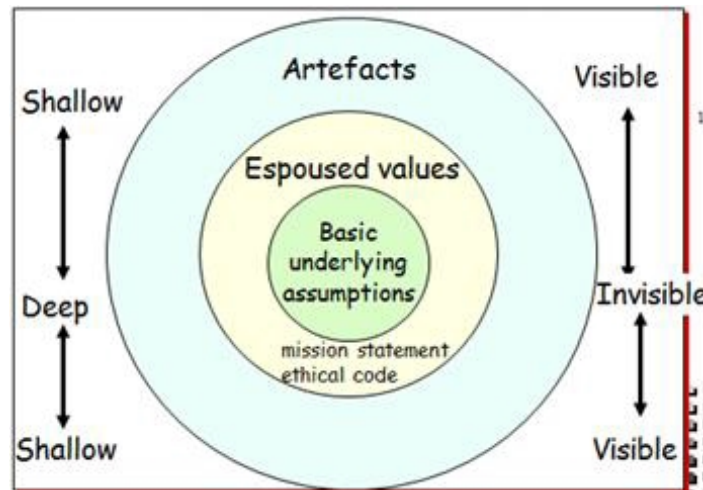 Artefacts
Shallow
Visible
Espoused values
Basic
underlying
assumptions
Deep
Invisible
mission statement
ethical code
Shallow
Visible